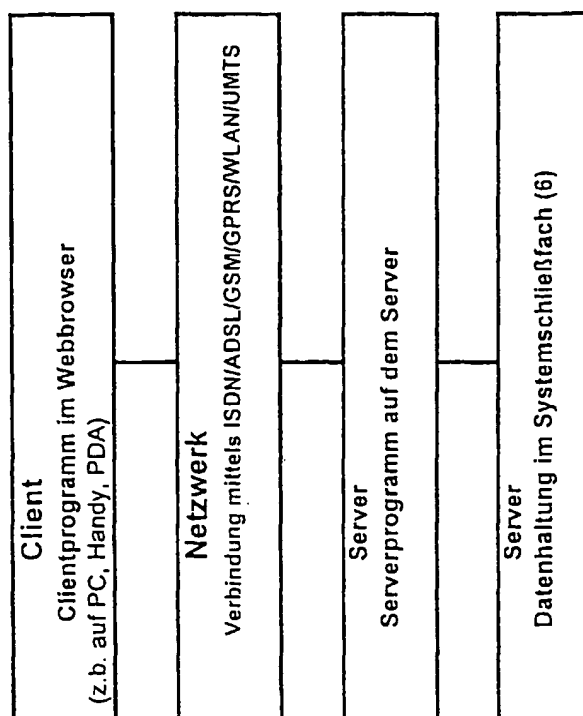 Client
Clientprogramm im Webbrowser
(z.b. auf PC, Handy, PDA)
Netzwerk
Verbindung mittels ISDN/ADSL/GSM/GPRS/WLAN/UMTS
Server
Serverprogramm auf dem Server
Server
Datenhaltung im Systemschließfach (6)